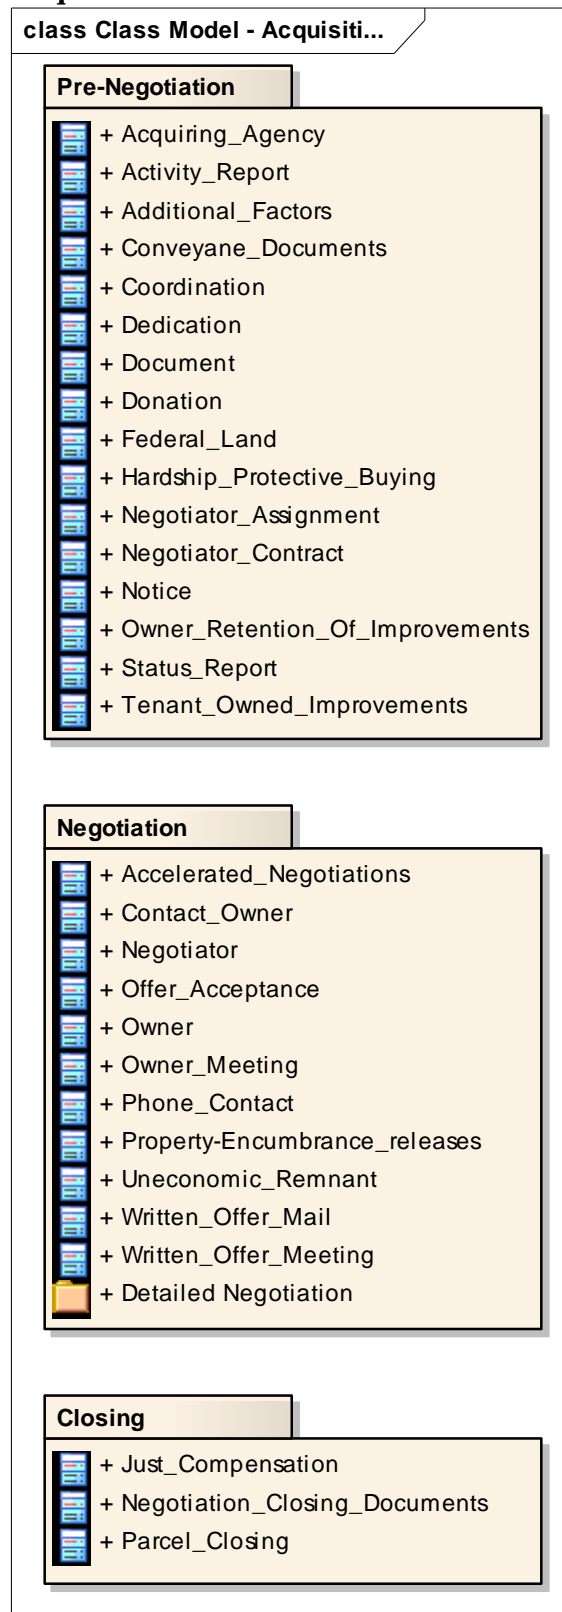 class Class Model - Acquisiti...
Pre-Negotiation
+ Acquiring_Agency
+ Activity_Report
+ Additional_Factors
+ Conveyane_Documents
+ Coordination
+ Dedication
+ Document
+ Donation
+ Federal_Land
+ Hardship_Protective_Buying
+ Negotiator_Assignment
+ Negotiator_Contract
+ Notice
+ Owner_Retention_Of_Improvements
+ Status_Report
+ Tenant_Owned_Improvements
Negotiation
+ Accelerated_Negotiations
+ Contact_Owner
+ Negotiator
+ Offer_Acceptance
+ Owner
+ Owner_Meeting
+ Phone_Contact
+ Property-Encumbrance_releases
+ Uneconomic_Remnant
+ Written_Offer_Mail
+ Written_Offer_Meeting
+ Detailed Negotiation
Closing
+ Just_Compensation
+ Negotiation_Closing_Documents
+ Parcel_Closing